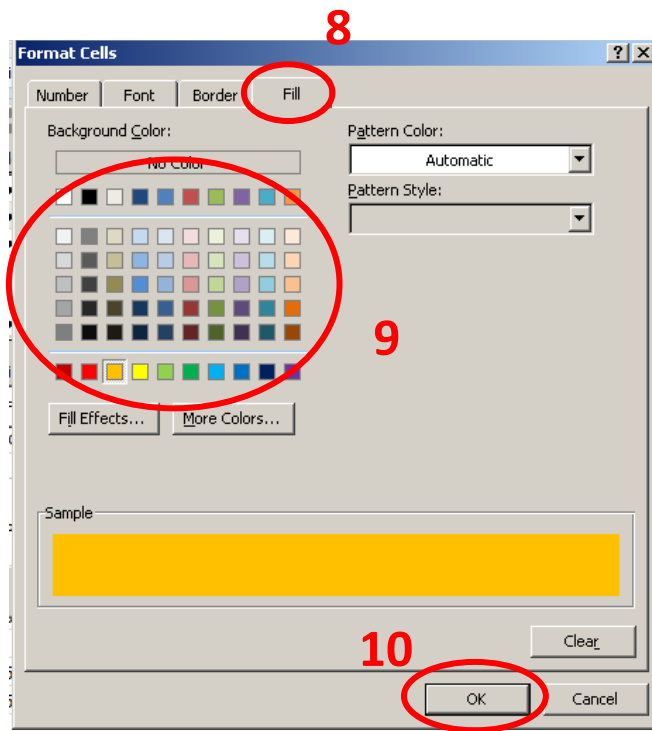 8
Format Cells
Number Font Border Fill
Background Color:
Pattern Color:
No Color
Automatic
Pattern Style:
9
Fill Effects... More Colors...
Sample
10
Clear
OK Cancel